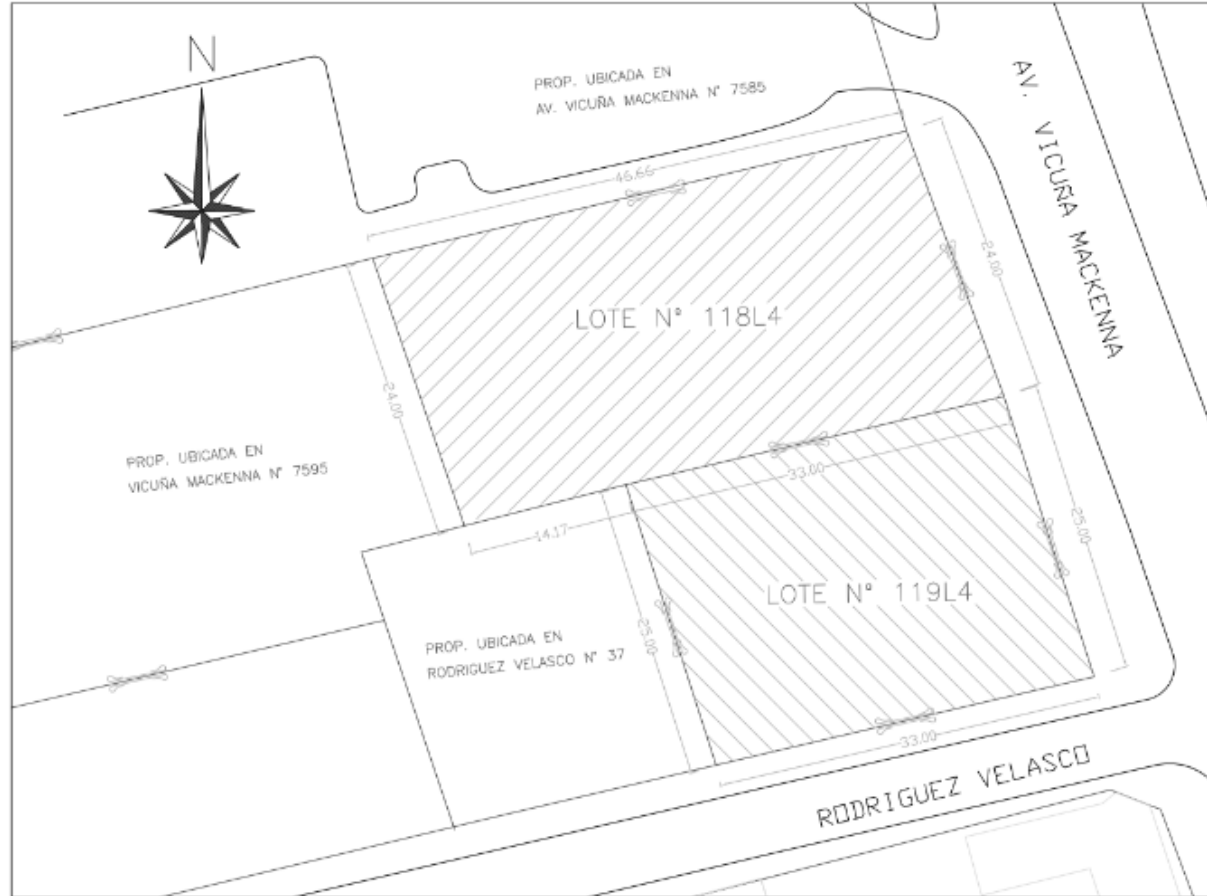 N
PROP. UBICADA EN
AV. VICUÑA MACKENNA N° 7585
AV. VICUÑA MACKENNA
46.66
24.00
LOTE N° 118L4
24.00
PROP. UBICADA EN
VICUÑA MACKENNA N° 7595
33.00
14.17
25.00
LOTE N° 119L4
PROP. UBICADA EN
RODRIGUEZ VELASCO N° 37
25.00
33.00
RODRIGUEZ VELASCO